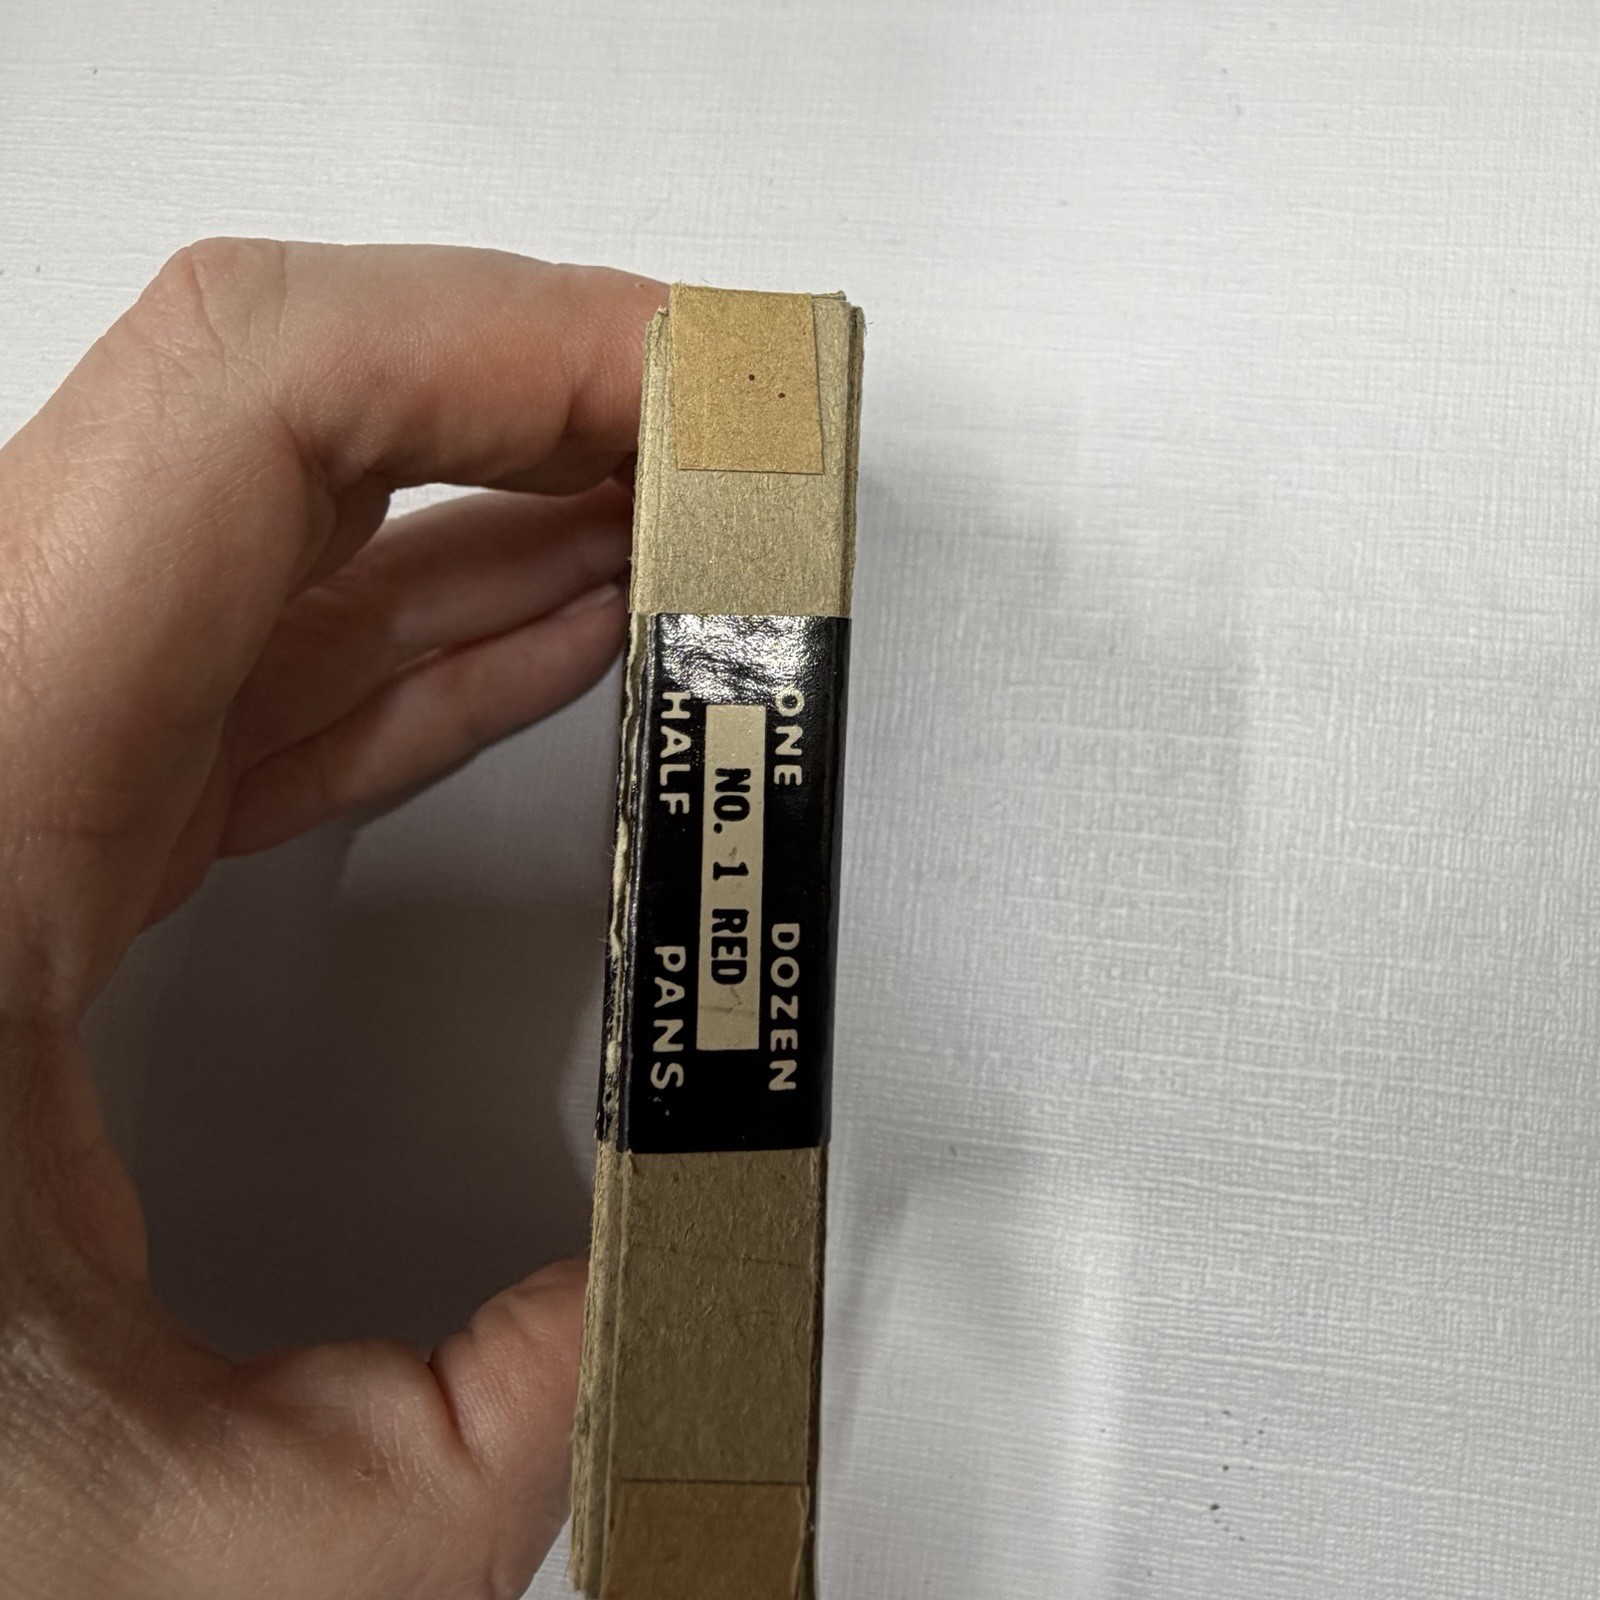 ONE DOZEN
NO. 1 RED
HALF PANS